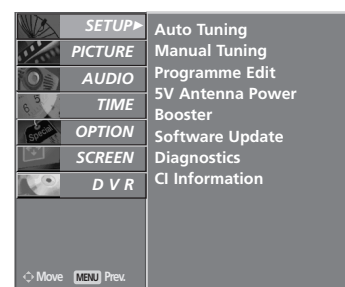 SETUP
PICTURE
AUDIO
TIME
OPTION
SCREEN
D V R
Auto Tuning
Manual Tuning
Programme Edit
5V Antenna Power
Booster
Software Update
Diagnostics
CI Information
Move MENU Prev.